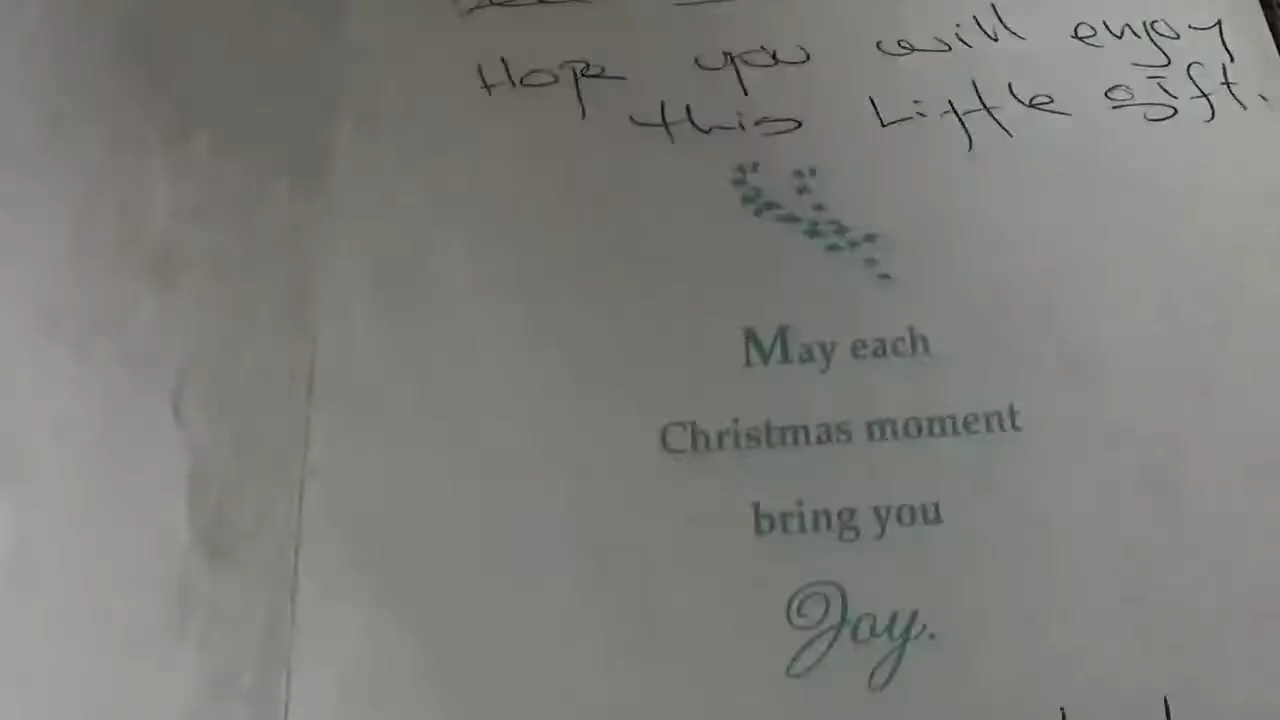 Hope you will enjoy
this Little gift.
May each
Christmas moment
bring you
Joy.